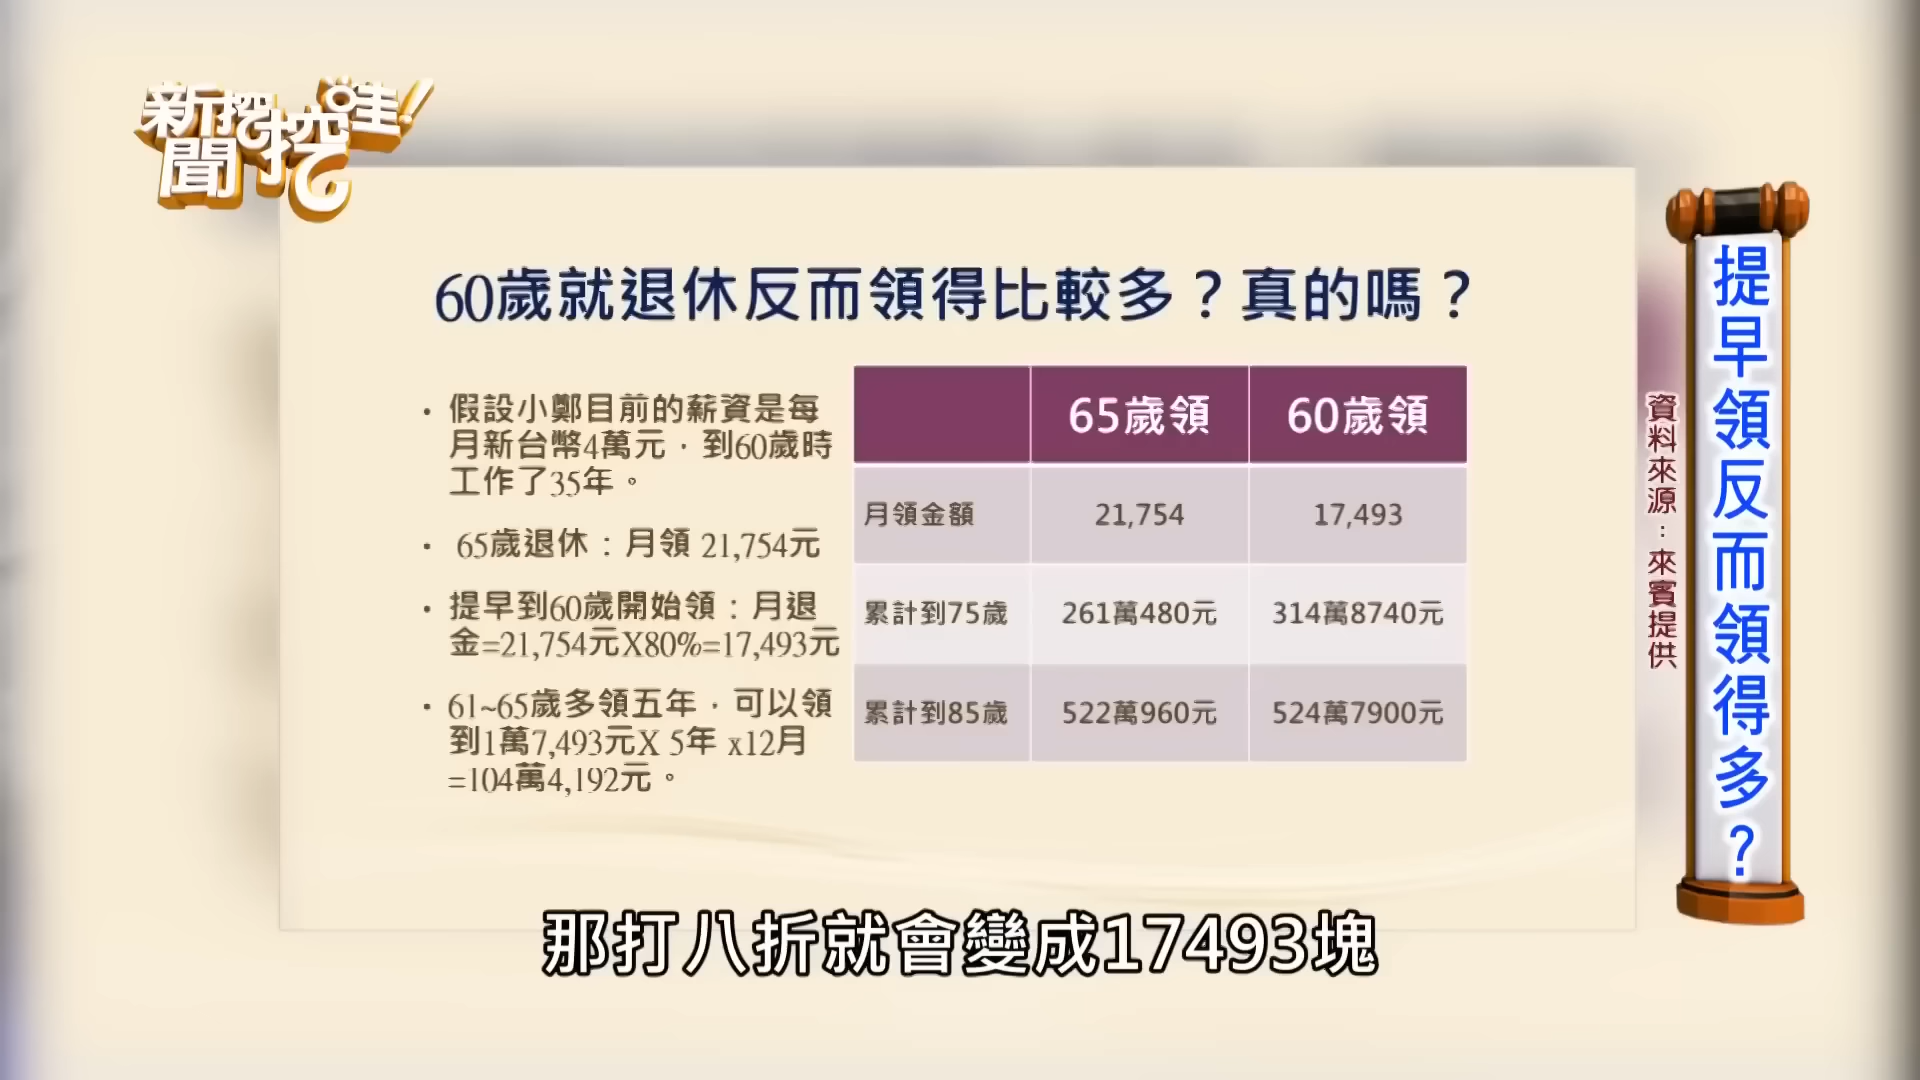 新聞挖挖哇!
60歲就退休反而領得比較多？真的嗎？
• 假設小鄭目前的薪資是每
月新台幣4萬元，到60歲時
工作了35年。
• 65歲退休：月領 21,754元
• 提早到60歲開始領：月退
金=21,754元X80%=17,493元
• 61~65歲多領五年，可以領
到1萬7,493元X 5年 x12月
=104萬4,192元。
65歲領 60歲領
月領金額 21,754 17,493
累計到75歲 261萬480元 314萬8740元
累計到85歲 522萬960元 524萬7900元
資料來源：來賓提供
提早領反而領得多？
那打八折就會變成17493塊